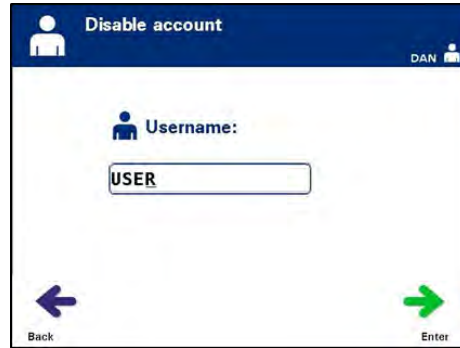 Disable account
DAN
Username:
USER
Back
Enter